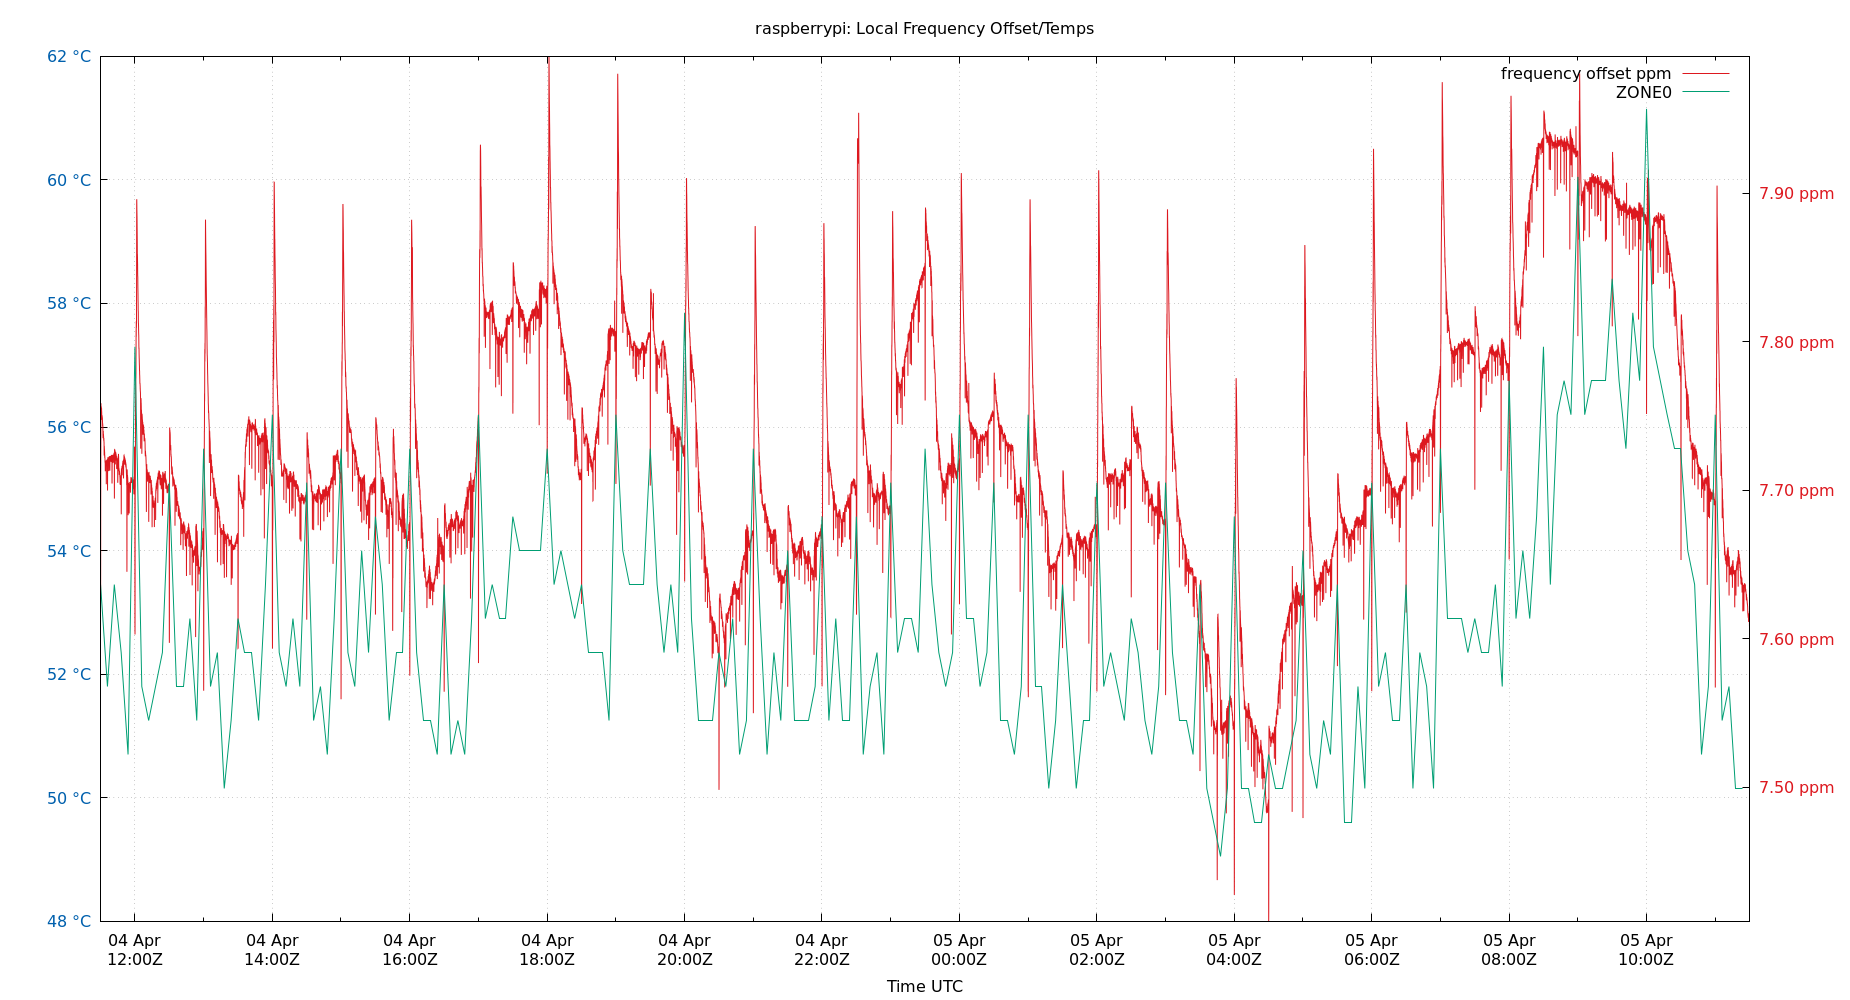 raspberrypi: Local Frequency Offset/Temps
62 °C
60 °C
58 °C
56 °C
54 °C
52 °C
50 °C
48 °C
frequency offset ppm
ZONE0
7.90 ppm
7.80 ppm
7.70 ppm
7.60 ppm
7.50 ppm
04 Apr
12:00Z
04 Apr
14:00Z
04 Apr
16:00Z
04 Apr
18:00Z
04 Apr
20:00Z
04 Apr
22:00Z
05 Apr
00:00Z
05 Apr
02:00Z
05 Apr
04:00Z
05 Apr
06:00Z
05 Apr
08:00Z
05 Apr
10:00Z
Time UTC